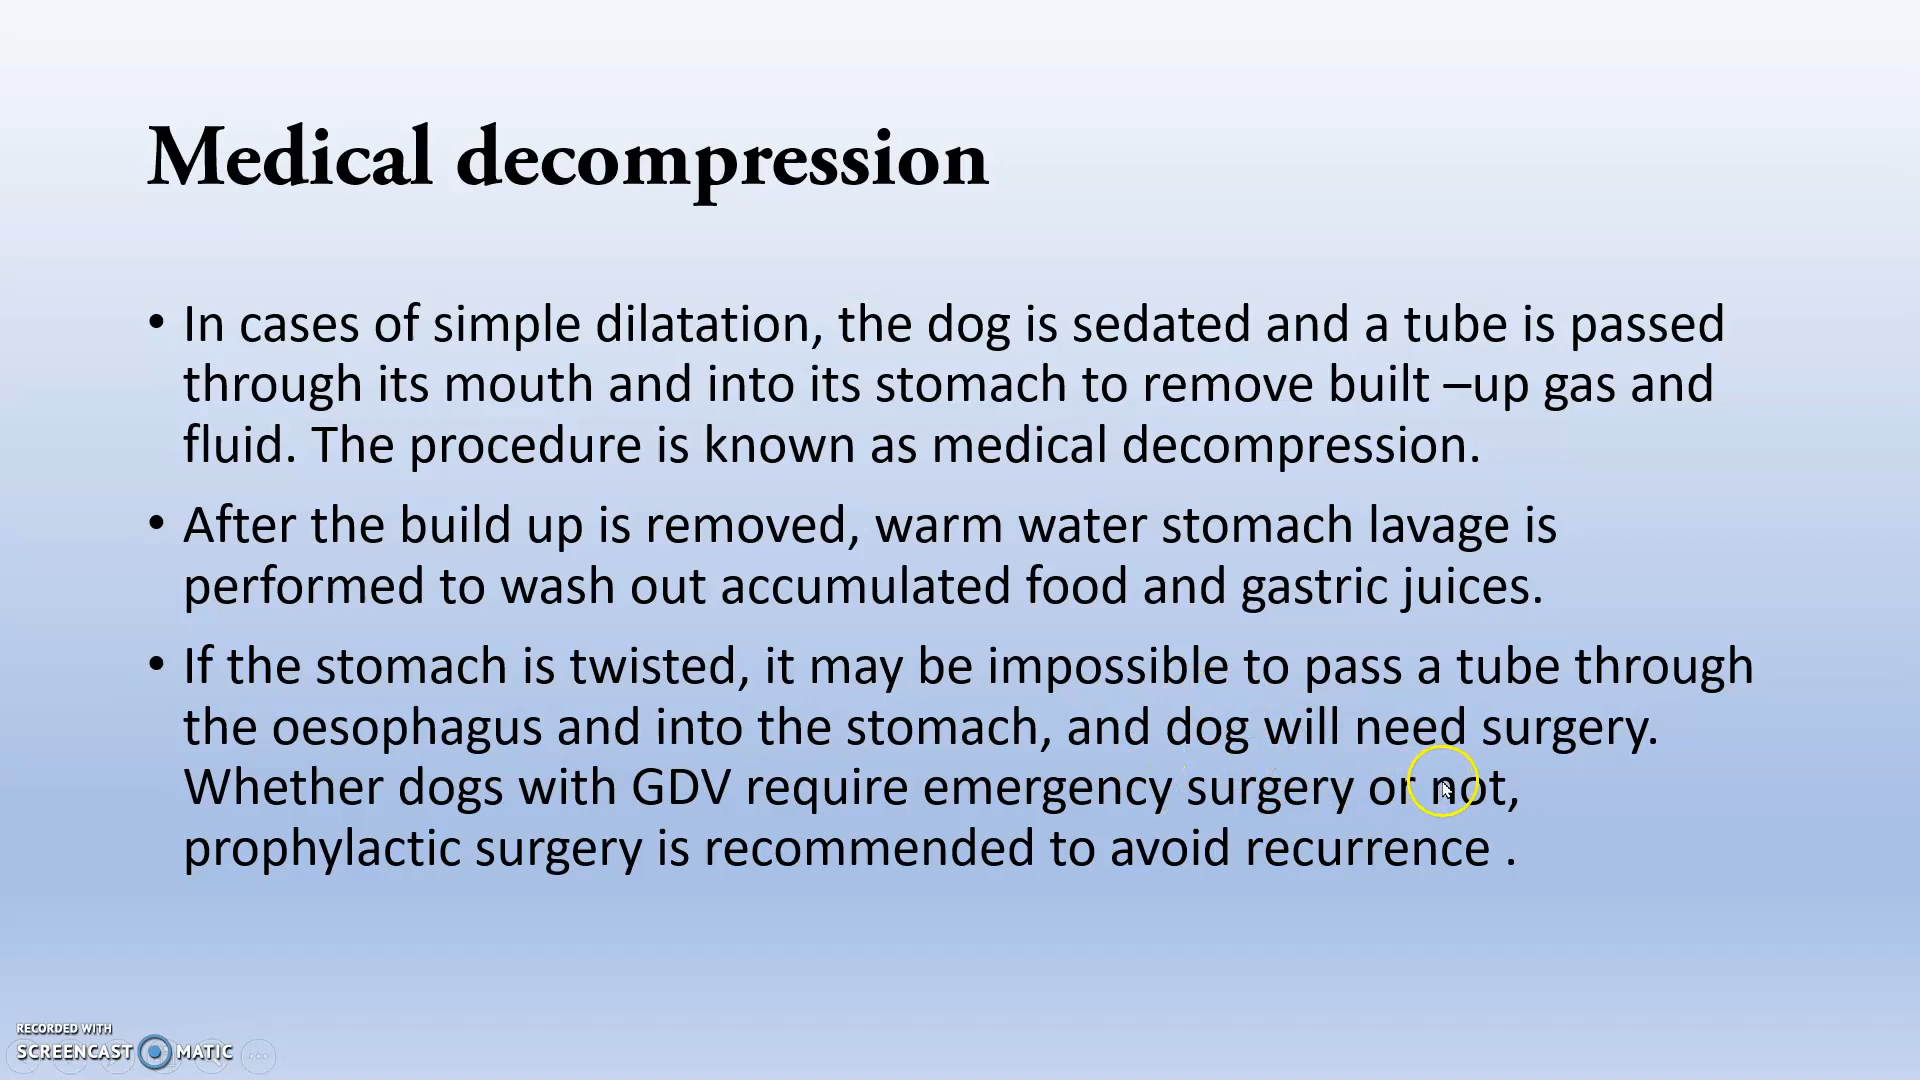 Medical decompression
• In cases of simple dilatation, the dog is sedated and a tube is passed
through its mouth and into its stomach to remove built –up gas and
fluid. The procedure is known as medical decompression.
• After the build up is removed, warm water stomach lavage is
performed to wash out accumulated food and gastric juices.
• If the stomach is twisted, it may be impossible to pass a tube through
the oesophagus and into the stomach, and dog will need surgery.
Whether dogs with GDV require emergency surgery or not,
prophylactic surgery is recommended to avoid recurrence .
RECORDED WITH
SCREENCAST MATIC